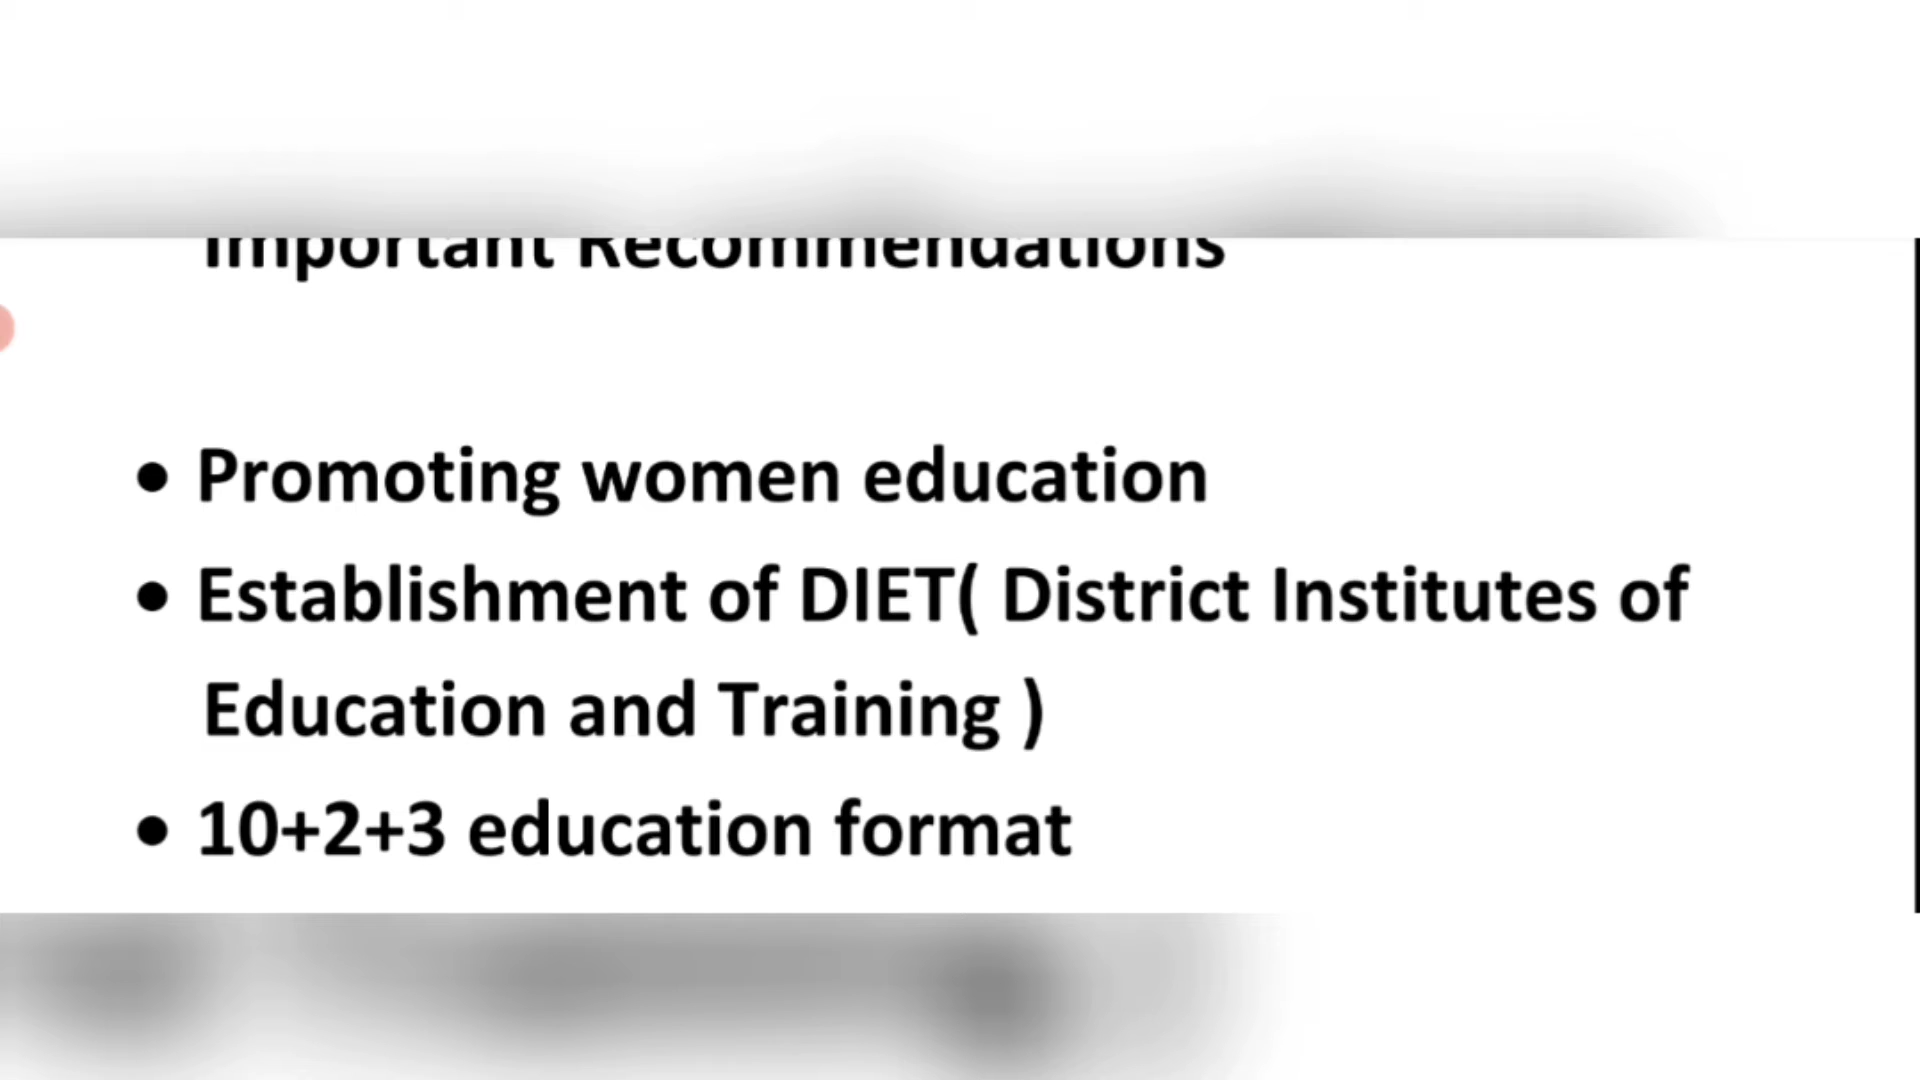 Important Recommendations
• Promoting women education
• Establishment of DIET( District Institutes of
Education and Training )
• 10+2+3 education format